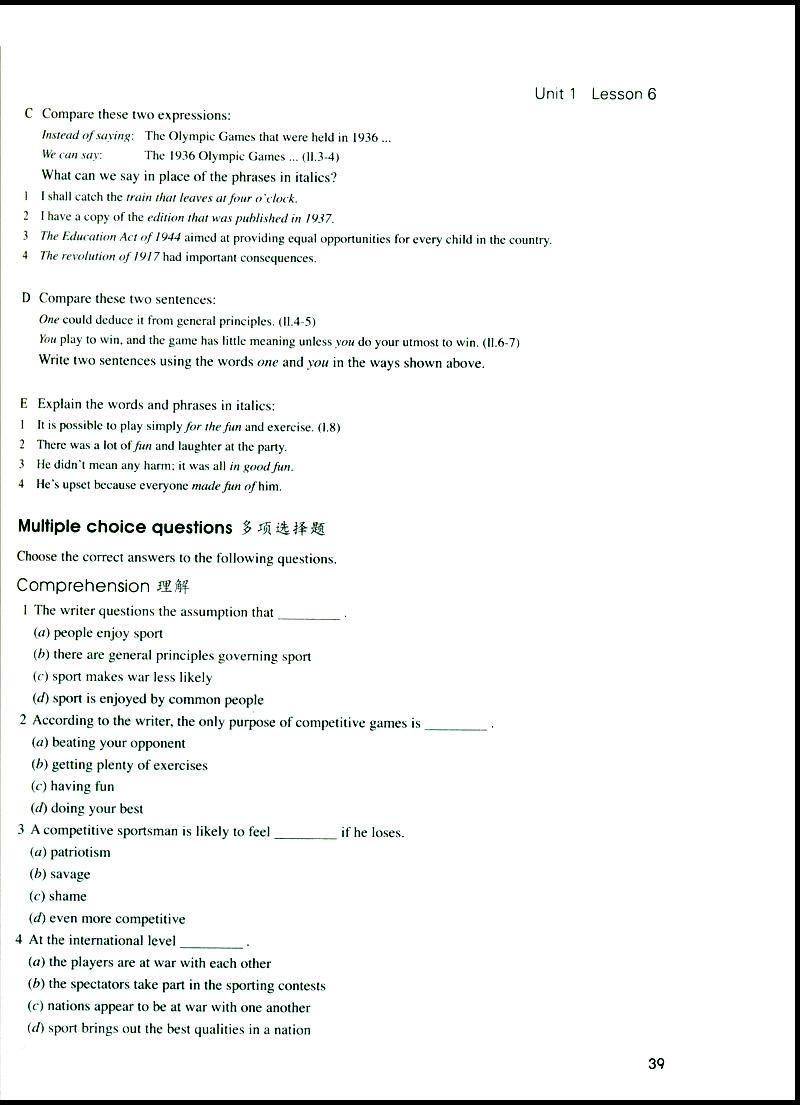 Unit 1 Lesson 6
C Compare these two expressions:
Instead of saying: The Olympic Games that were held in 1936 ...
We can say: The 1936 Olympic Games ... (ll.3-4)
What can we say in place of the phrases in italics?
1 I shall catch the train that leaves at four o'clock.
2 I have a copy of the edition that was published in 1937.
3 The Education Act of 1944 aimed at providing equal opportunities for every child in the country.
4 The revolution of 1917 had important consequences.
D Compare these two sentences:
One could deduce it from general principles. (ll.4-5)
You play to win, and the game has little meaning unless you do your utmost to win. (ll.6-7)
Write two sentences using the words one and you in the ways shown above.
E Explain the words and phrases in italics:
1 It is possible to play simply for the fun and exercise. (l.8)
2 There was a lot of fun and laughter at the party.
3 He didn't mean any harm; it was all in good fun.
4 He's upset because everyone made fun of him.
Multiple choice questions 多项选择题
Choose the correct answers to the following questions.
Comprehension 理解
1 The writer questions the assumption that ________ .
(a) people enjoy sport
(b) there are general principles governing sport
(c) sport makes war less likely
(d) sport is enjoyed by common people
2 According to the writer, the only purpose of competitive games is ________ .
(a) beating your opponent
(b) getting plenty of exercises
(c) having fun
(d) doing your best
3 A competitive sportsman is likely to feel ________ if he loses.
(a) patriotism
(b) savage
(c) shame
(d) even more competitive
4 At the international level ________ .
(a) the players are at war with each other
(b) the spectators take part in the sporting contests
(c) nations appear to be at war with one another
(d) sport brings out the best qualities in a nation
39